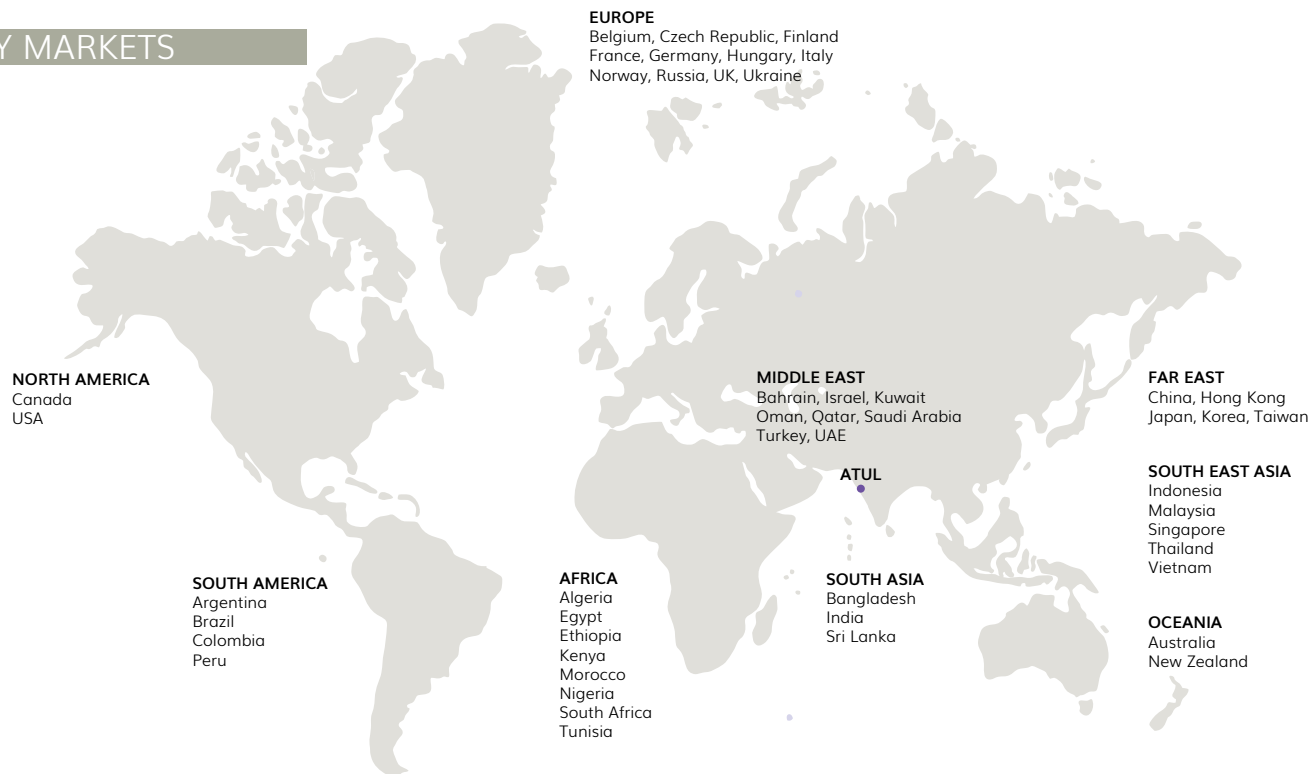 Y MARKETS
EUROPE
Belgium, Czech Republic, Finland
France, Germany, Hungary, Italy
Norway, Russia, UK, Ukraine
NORTH AMERICA
Canada
USA
MIDDLE EAST
Bahrain, Israel, Kuwait
Oman, Qatar, Saudi Arabia
Turkey, UAE
FAR EAST
China, Hong Kong
Japan, Korea, Taiwan
ATUL
SOUTH EAST ASIA
Indonesia
Malaysia
Singapore
Thailand
Vietnam
SOUTH AMERICA
Argentina
Brazil
Colombia
Peru
AFRICA
Algeria
Egypt
Ethiopia
Kenya
Morocco
Nigeria
South Africa
Tunisia
SOUTH ASIA
Bangladesh
India
Sri Lanka
OCEANIA
Australia
New Zealand